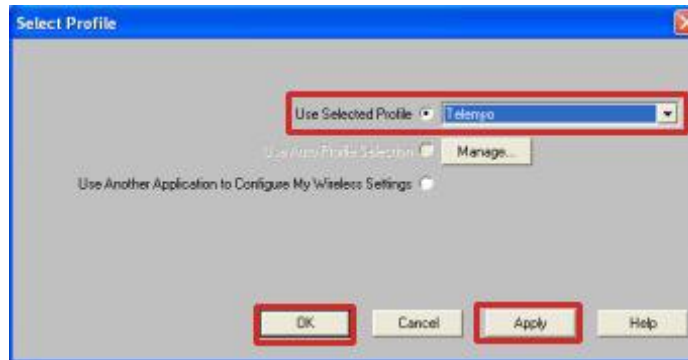 Select Profile
Use Selected Profile Telemyo
Use Auto Profile Selection Manage...
Use Another Application to Configure My Wireless Settings
OK Cancel Apply Help